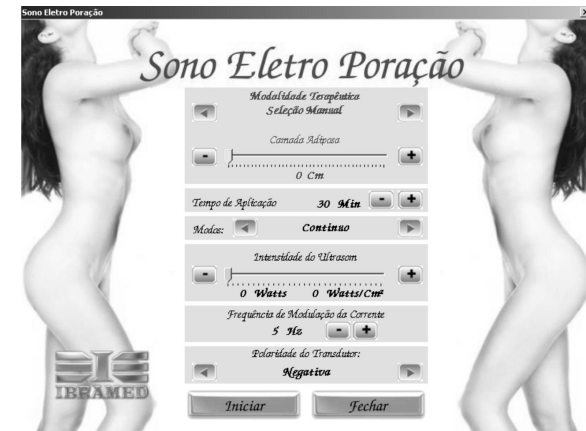 Sono Eletro Poração
Sono Eletro Poração
Modalidade Terapêutica
Seleção Manual
Camada Adiposa
-
+
0 Cm
Tempo de Aplicação 30 Min - +
Modos: Continuo
Intensidade do Ultrasom
-
+
0 Watts 0 Watts/Cm²
Frequência de Modulação da Corrente
5 Hz - +
Polaridade do Transdutor:
Negativa
IBRAMED
Iniciar Fechar